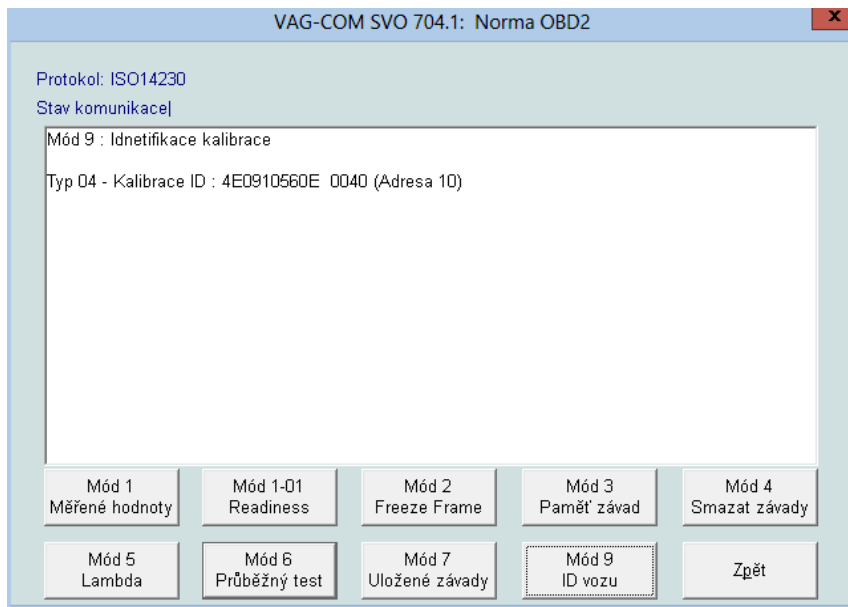 VAG-COM SVO 704.1: Norma OBD2
x
Protokol: ISO14230
Stav komunikace
Mód 9 : Idnetifikace kalibrace
Typ 04 - Kalibrace ID : 4E0910560E 0040 (Adresa 10)
Mód 1
Měřené hodnoty
Mód 1-01
Readiness
Mód 2
Freeze Frame
Mód 3
Paměť závad
Mód 4
Smazat závady
Mód 5
Lambda
Mód 6
Průběžný test
Mód 7
Uložené závady
Mód 9
ID vozu
Zpět